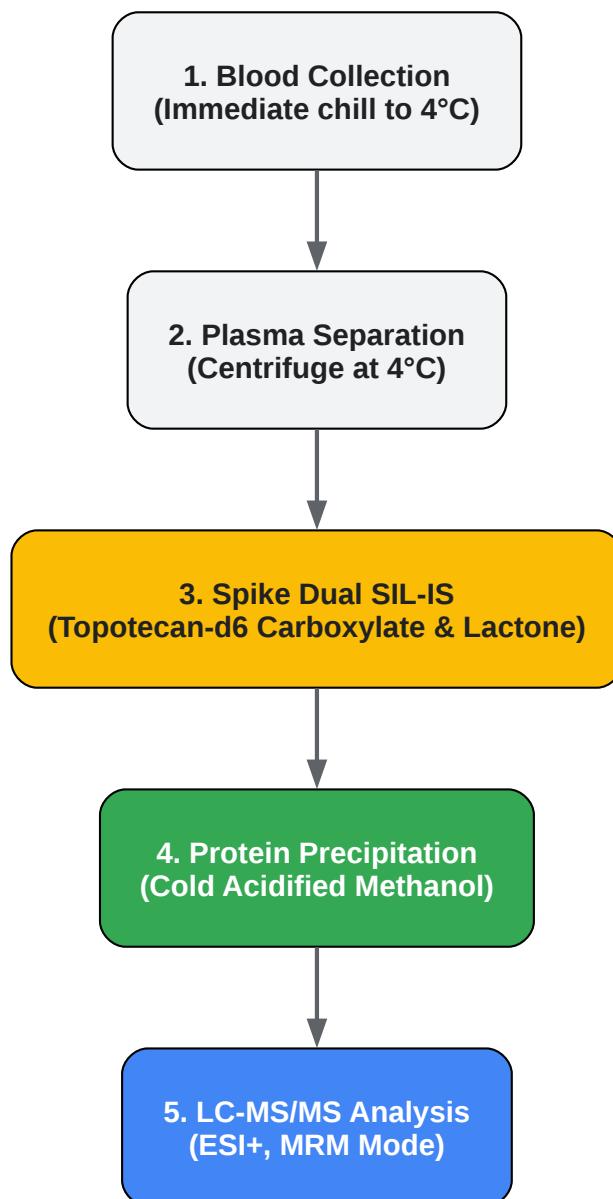 1. Blood Collection
(Immediate chill to 4°C)
2. Plasma Separation
(Centrifuge at 4°C)
3. Spike Dual SIL-IS
(Topotecan-d6 Carboxylate & Lactone)
4. Protein Precipitation
(Cold Acidified Methanol)
5. LC-MS/MS Analysis
(ESI+, MRM Mode)